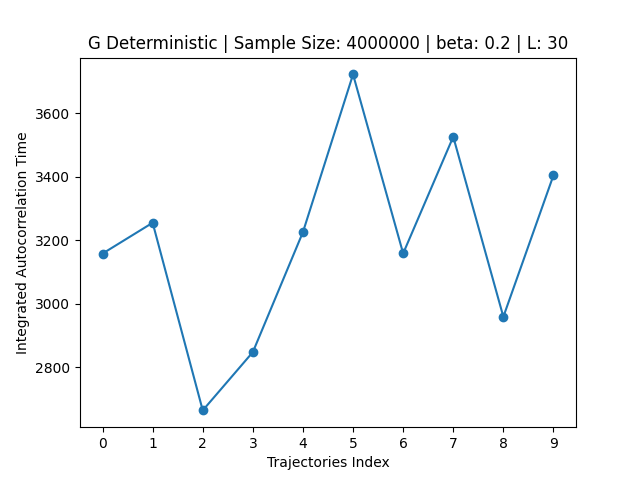 G Deterministic | Sample Size: 4000000 | beta: 0.2 | L: 30
Integrated Autocorrelation Time
3600
3400
3200
3000
2800
0 1 2 3 4 5 6 7 8 9
Trajectories Index